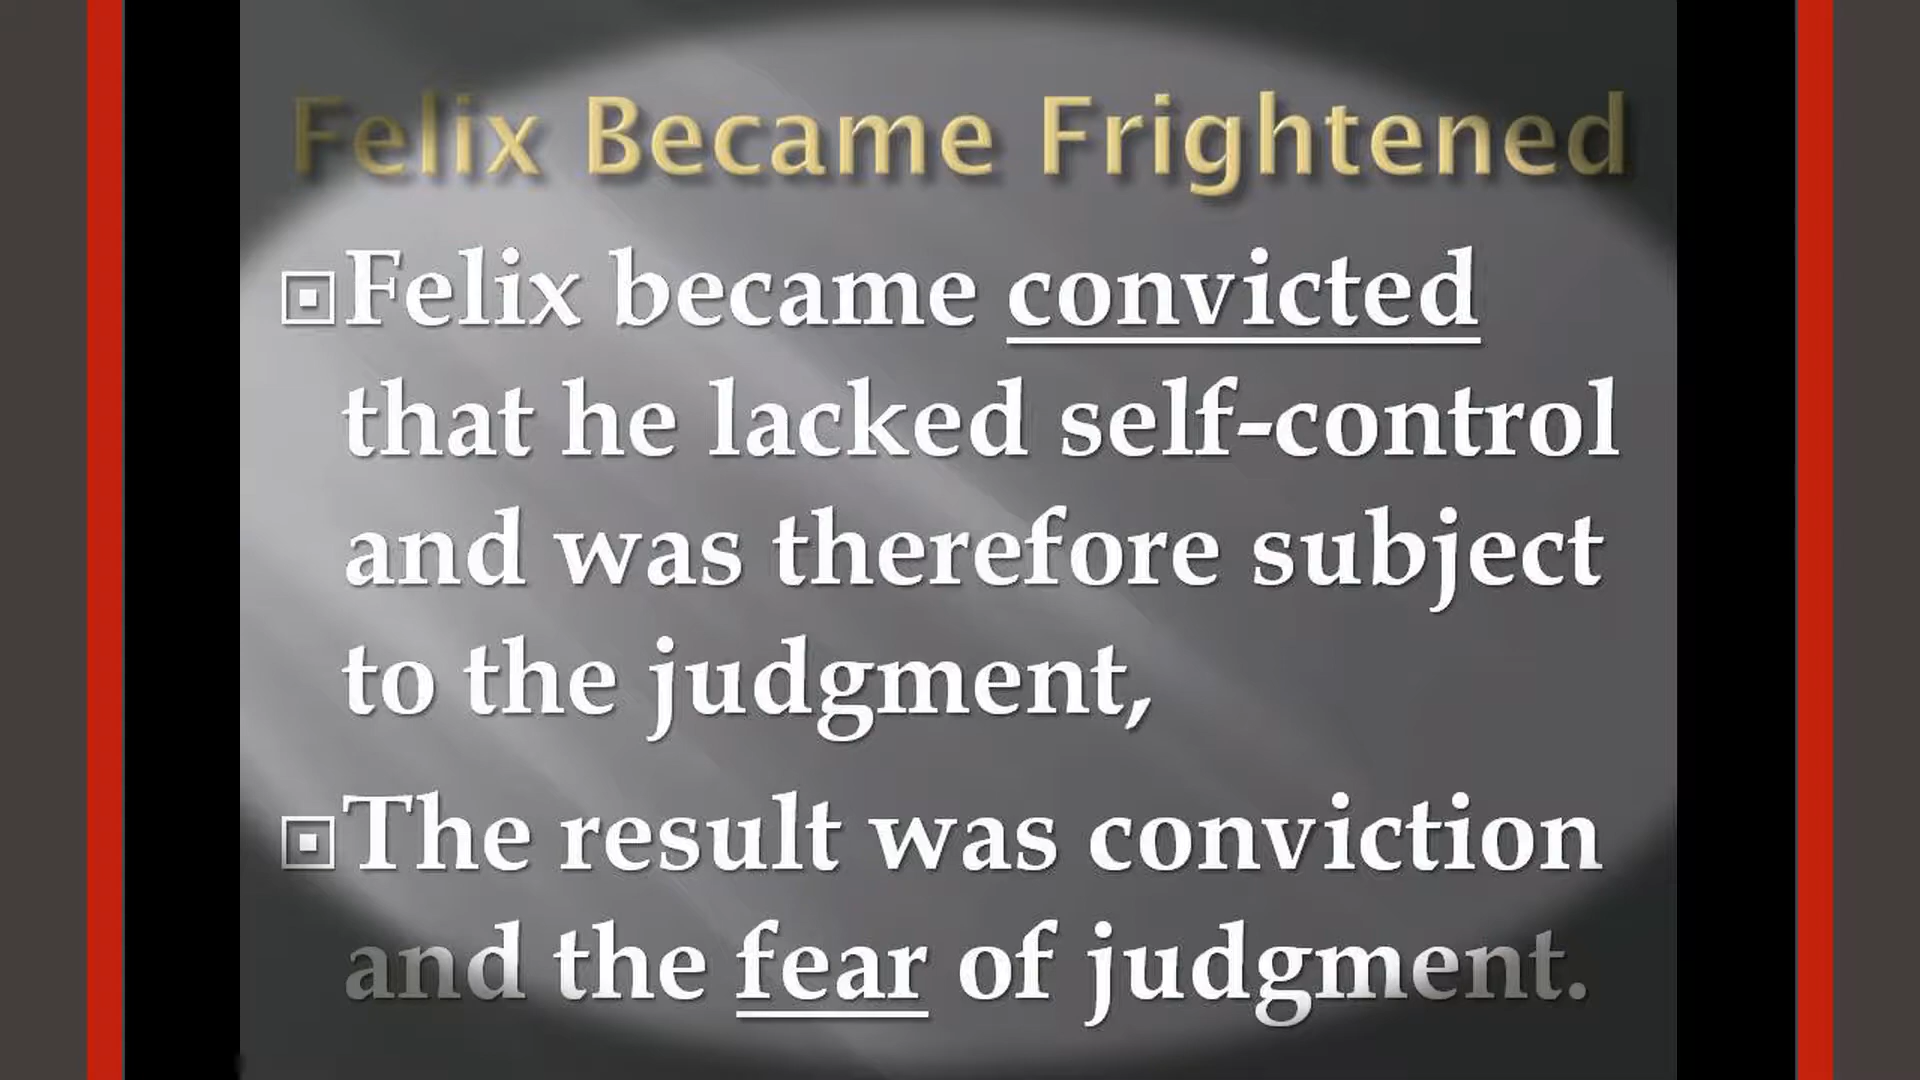 Felix Became Frightened
Felix became convicted
that he lacked self-control
and was therefore subject
to the judgment,
The result was conviction
and the fear of judgment.